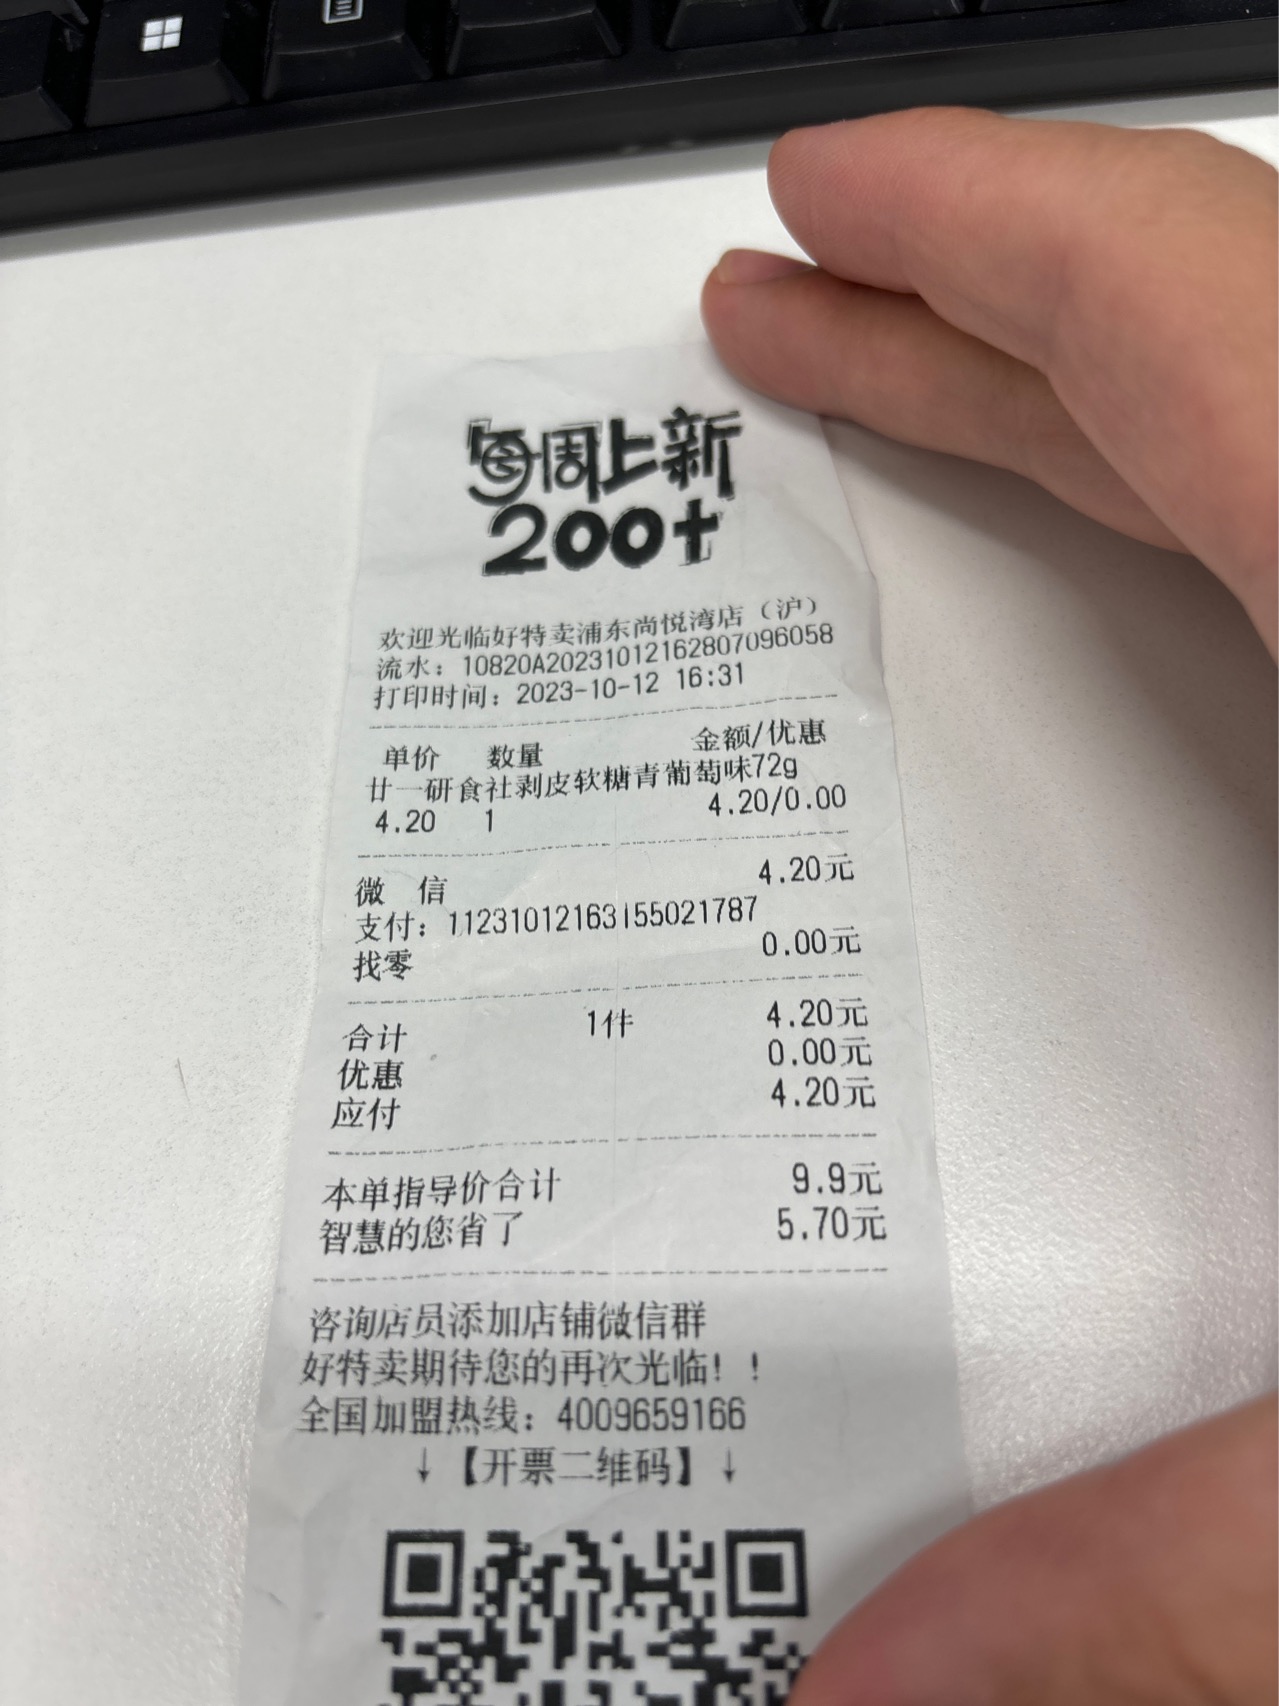 每周上新
200+
欢迎光临好特卖浦东尚悦湾店（沪）
流水：10820A20231012162807096058
打印时间：2023-10-12 16:31
单价 数量 金额/优惠
廿一研食社剥皮软糖青葡萄味72g
4.20 1 4.20/0.00
微 信 4.20元
支付：11231012163155021787
找零 0.00元
合计 1件 4.20元
优惠 0.00元
应付 4.20元
本单指导价合计 9.9元
智慧的您省了 5.70元
咨询店员添加店铺微信群
好特卖期待您的再次光临！！
全国加盟热线：4009659166
↓【开票二维码】↓